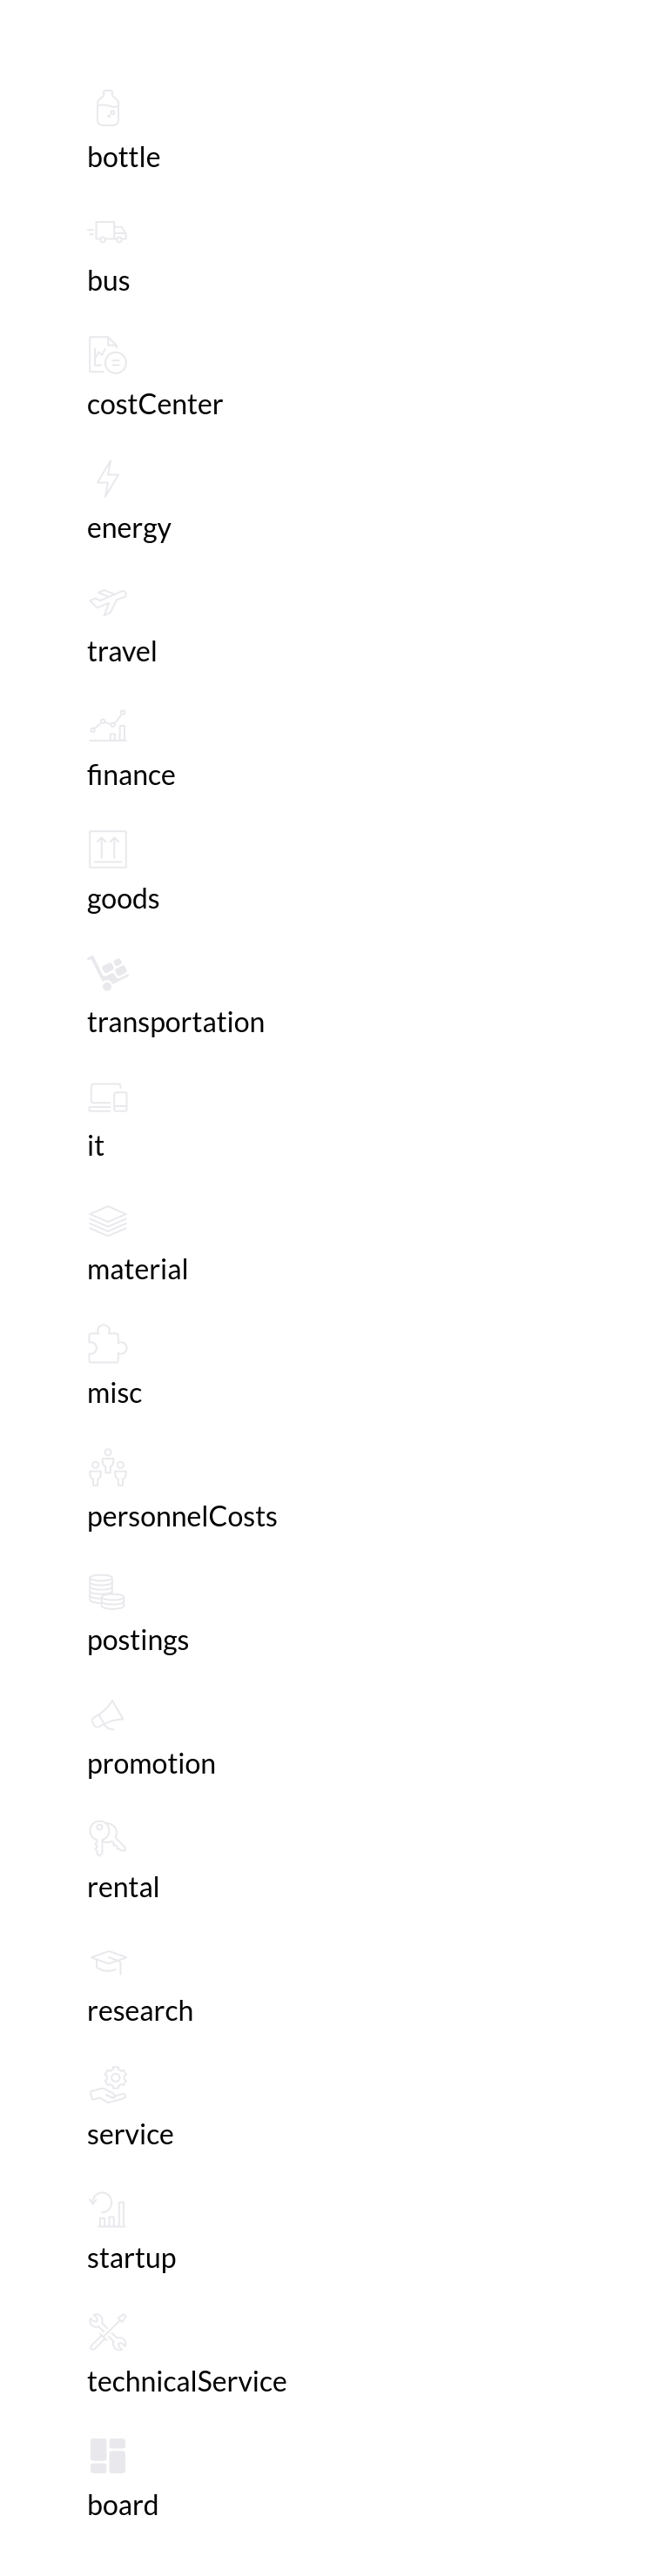 bottle
bus
costCenter
energy
travel
finance
goods
transportation
it
material
misc
personnelCosts
postings
promotion
rental
research
service
startup
technicalService
board